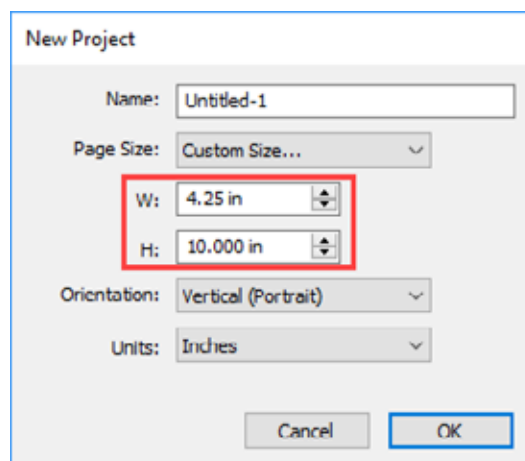 New Project
Name: Untitled-1
Page Size: Custom Size...
W: 4.25 in
H: 10.000 in
Orientation: Vertical (Portrait)
Units: Inches
Cancel OK